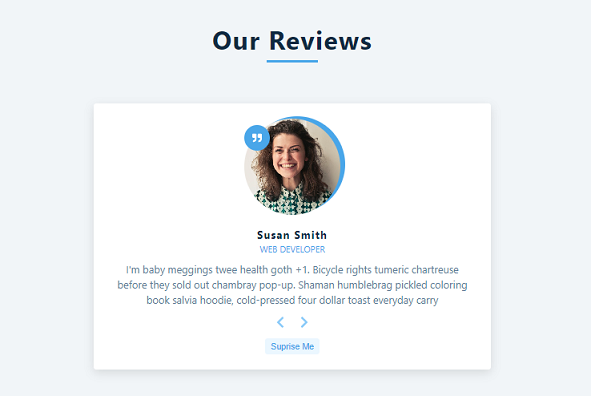 Our Reviews
Susan Smith
WEB DEVELOPER
I'm baby meggings twee health goth +1. Bicycle rights tumeric chartreuse
before they sold out chambray pop-up. Shaman humblebrag pickled coloring
book salvia hoodie, cold-pressed four dollar toast everyday carry
Suprise Me